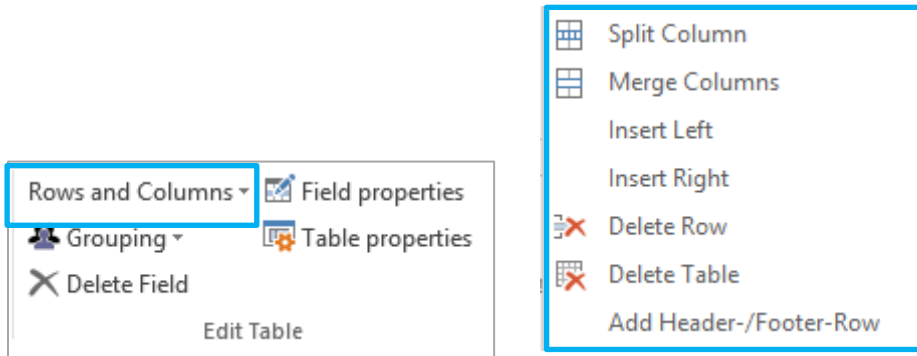 Rows and Columns
Field properties
Grouping
Table properties
Delete Field
Edit Table
Split Column
Merge Columns
Insert Left
Insert Right
Delete Row
Delete Table
Add Header-/Footer-Row